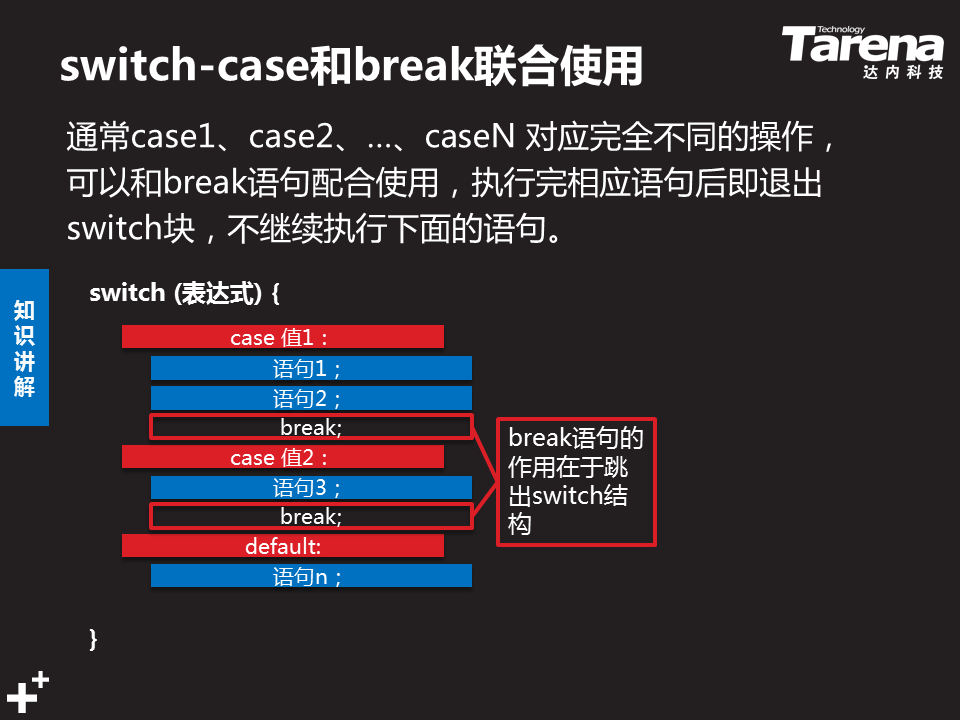 Technology
Tarena
达内科技
switch-case和break联合使用
通常case1、case2、…、caseN 对应完全不同的操作，
可以和break语句配合使用，执行完相应语句后即退出
switch块，不继续执行下面的语句。
知
识
讲
解
switch (表达式) {
case 值1：
语句1；
语句2；
break;
case 值2：
语句3；
break;
default:
语句n；
}
break语句的
作用在于跳
出switch结
构